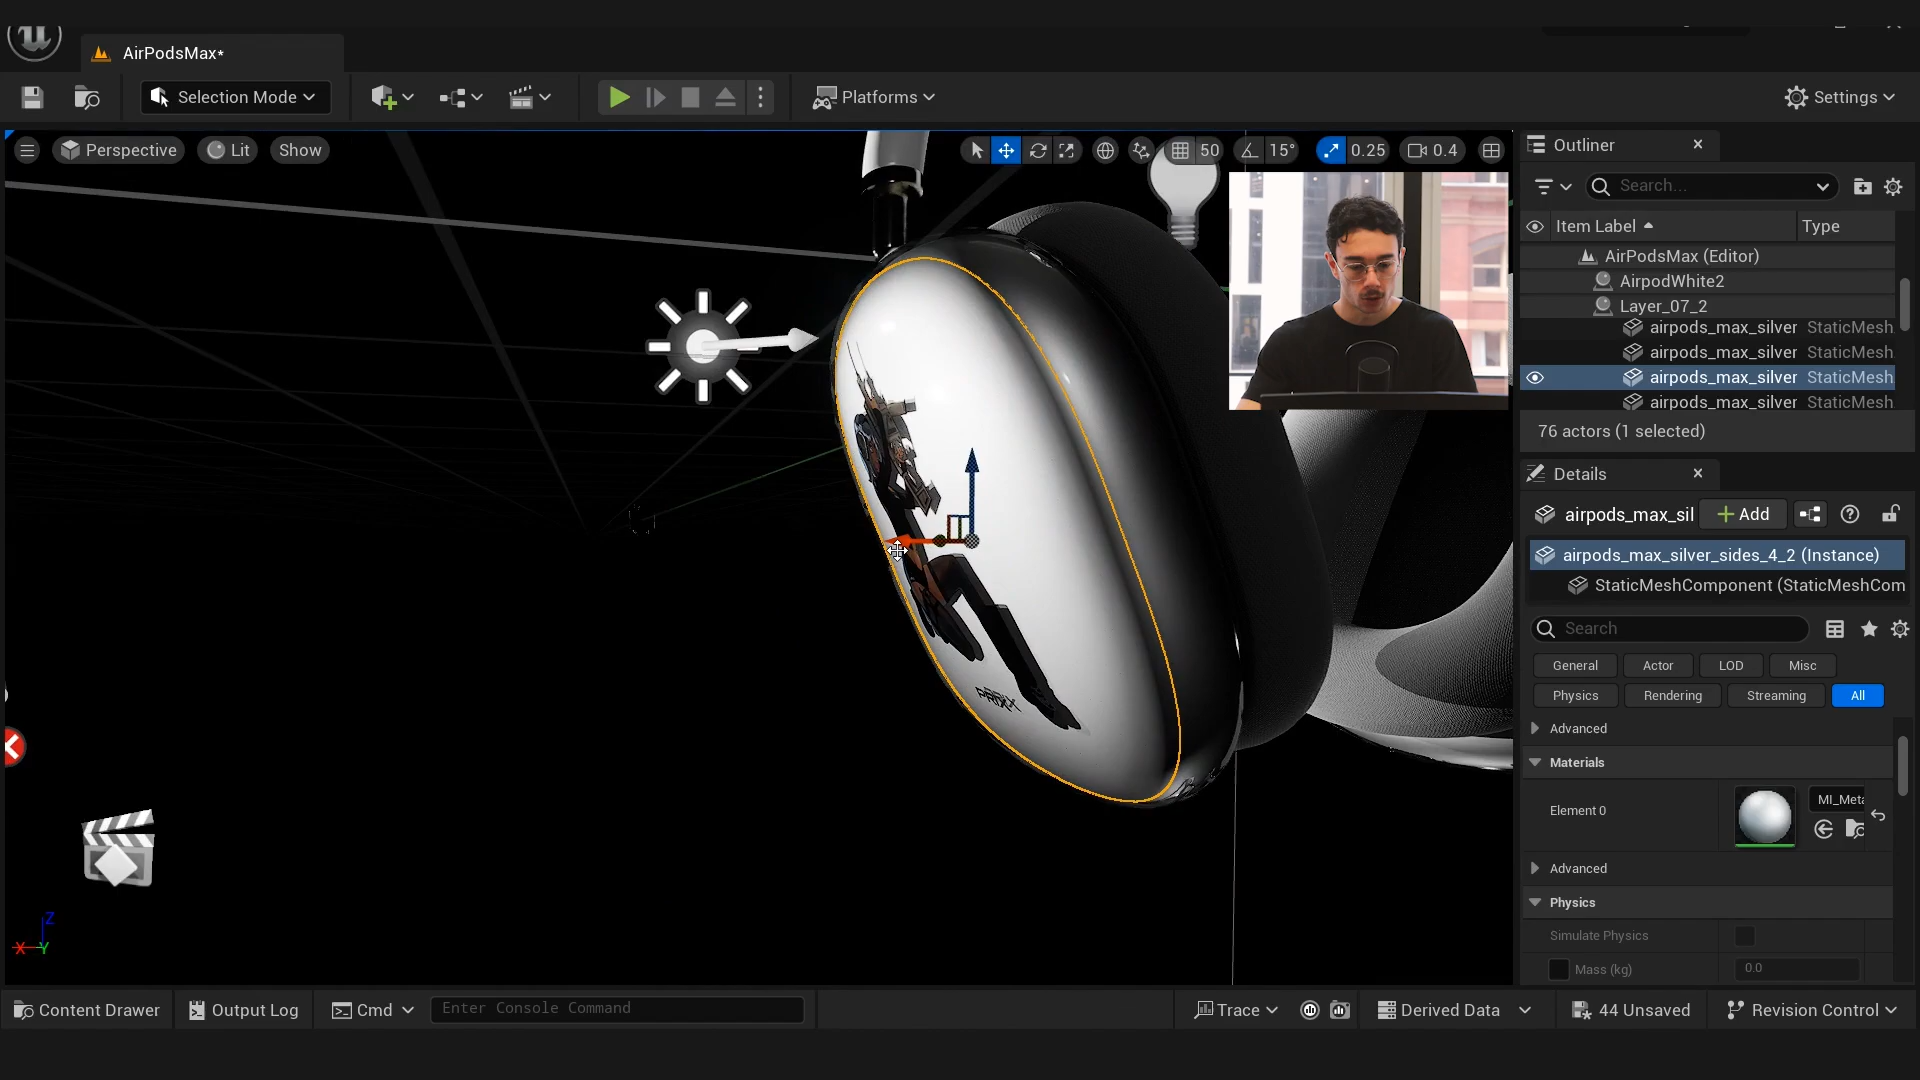 AirPodsMax*
Selection Mode
Platforms
Settings
Perspective
Lit
Show
50
15°
0.25
0.4
Outliner
Search...
Item Label
Type
AirPodsMax (Editor)
AirpodWhite2
Layer_07_2
airpods_max_silver StaticMesh
airpods_max_silver StaticMesh
airpods_max_silver StaticMesh
airpods_max_silver StaticMesh
76 actors (1 selected)
Details
airpods_max_sil
Add
airpods_max_silver_sides_4_2 (Instance)
StaticMeshComponent (StaticMeshCom
Search
General
Actor
LOD
Misc
Physics
Rendering
Streaming
All
Advanced
Materials
Element 0
MI_Meta
Advanced
Physics
Simulate Physics
Mass (kg)
0.0
Z
X
Y
Content Drawer
Output Log
Cmd
Enter Console Command
Trace
Derived Data
44 Unsaved
Revision Control